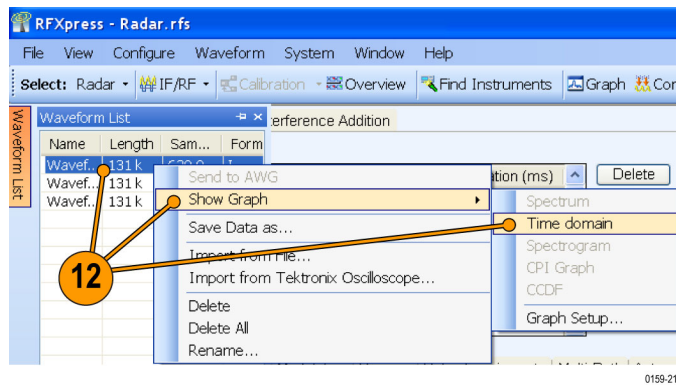 RFXpress - Radar.rfs
File View Configure Waveform System Window Help
Select: Radar IF/RF Calibration Overview Find Instruments Graph Cor
Waveform List
Waveform List
terference Addition
Name Length Sam... Form
Wavef... 131 k
Wavef... 131 k
Wavef... 131 k
Send to AWG
Show Graph
Save Data as...
Import from File...
Import from Tektronix Oscilloscope...
Delete
Delete All
Rename...
ation (ms) Delete
Spectrum
Time domain
Spectrogram
CPI Graph
CCDF
Graph Setup...
12
0159-21